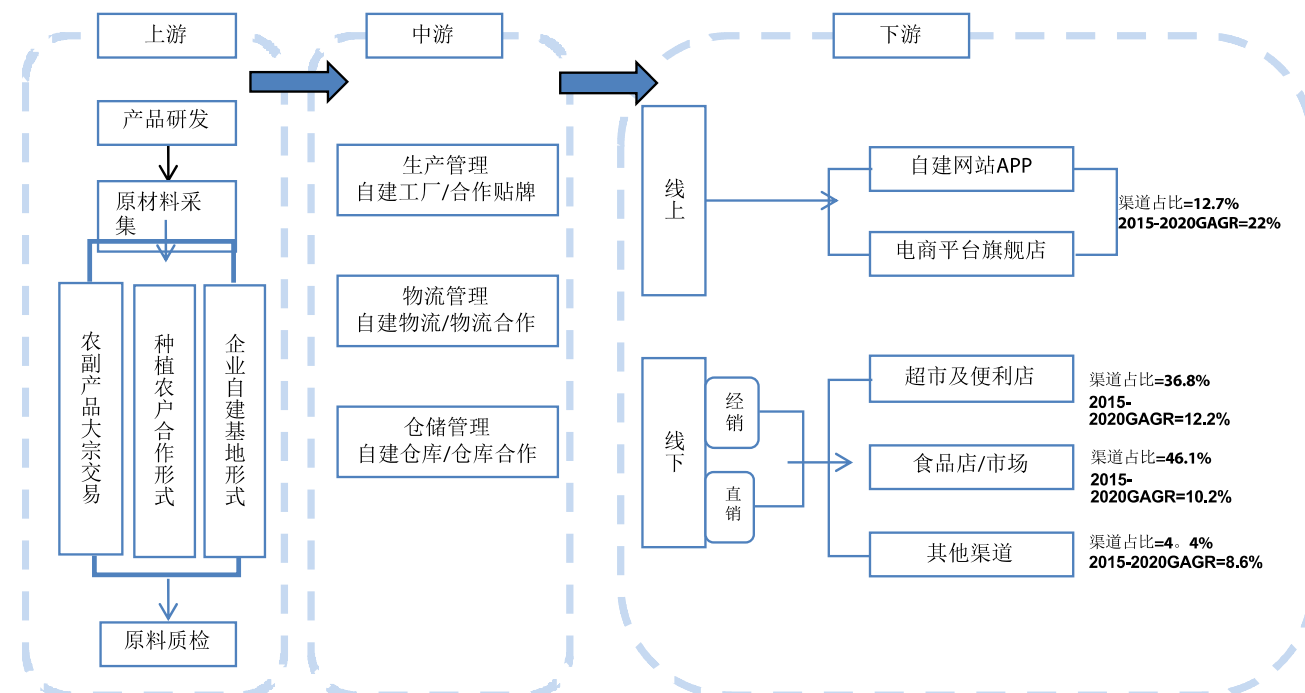 上游
中游
下游
产品研发
原材料采
集
农副产品大宗交易
种植农户合作形式
企业自建基地形式
原料质检
生产管理
自建工厂/合作贴牌
物流管理
自建物流/物流合作
仓储管理
自建仓库/仓库合作
线上
自建网站APP
电商平台旗舰店
渠道占比=12.7%
2015-2020GAGR=22%
线下
经销
直销
超市及便利店
渠道占比=36.8%
2015-
2020GAGR=12.2%
食品店/市场
渠道占比=46.1%
2015-
2020GAGR=10.2%
其他渠道
渠道占比=4。4%
2015-2020GAGR=8.6%